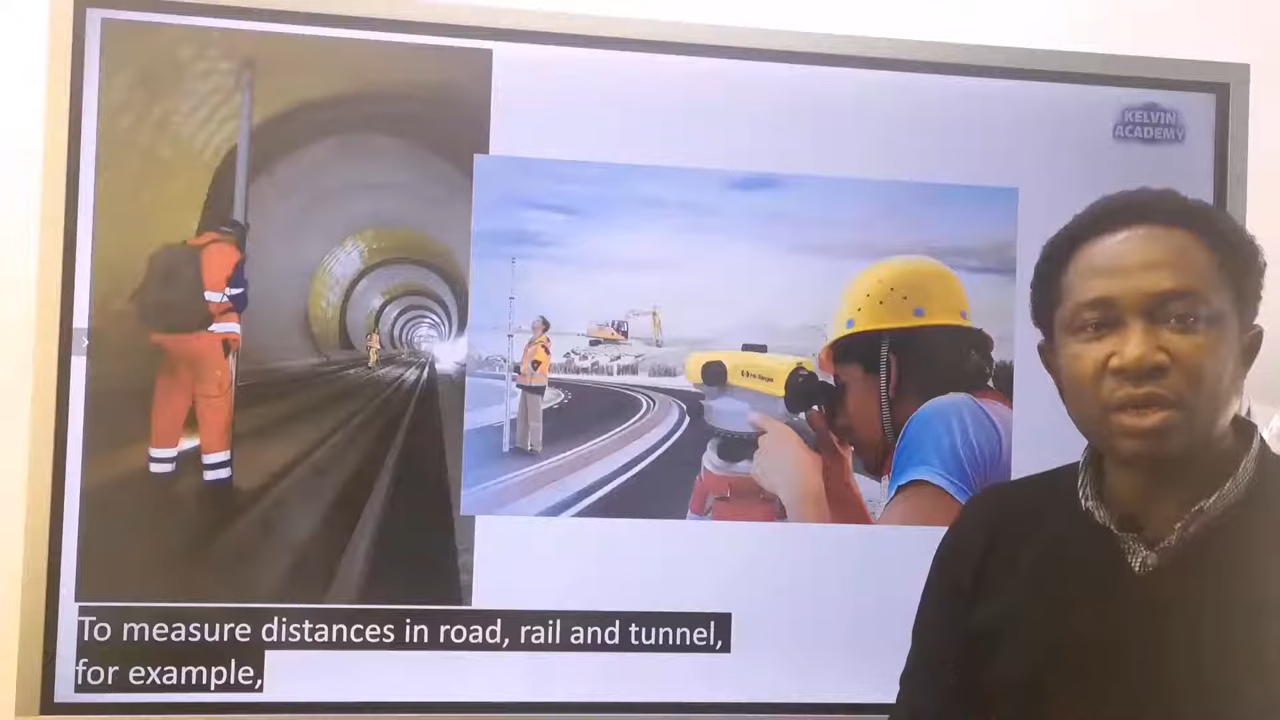 KELVIN
ACADEMY
To measure distances in road, rail and tunnel,
for example,